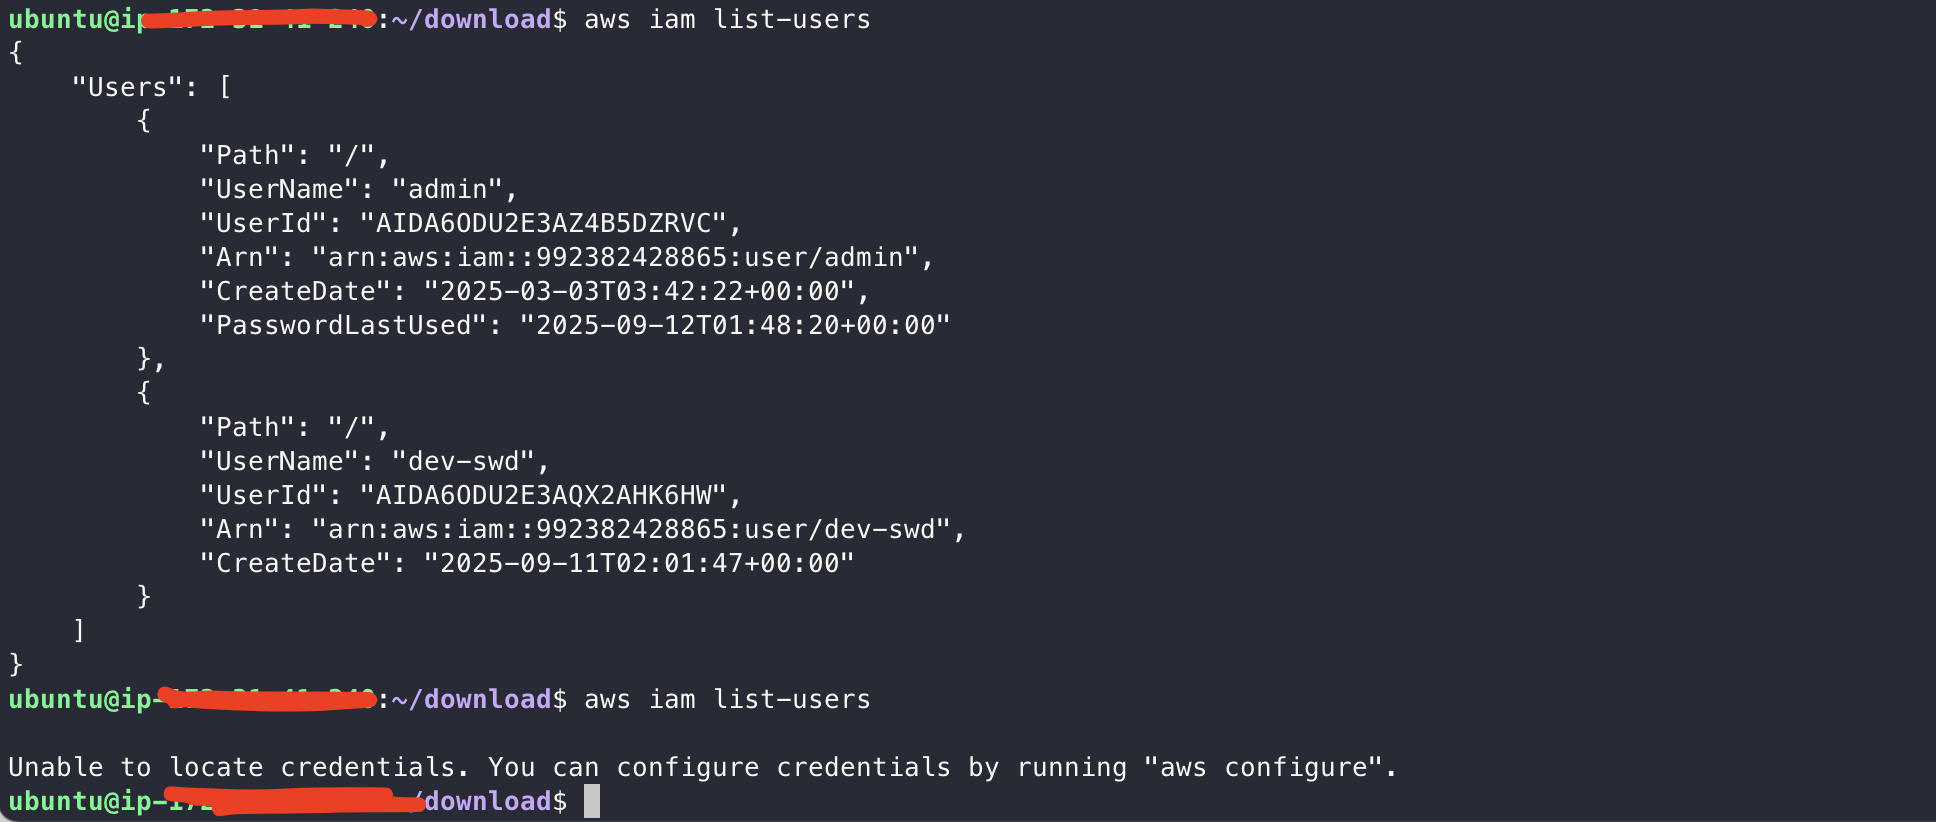 ubuntu@ip :~/download$ aws iam list-users
{
    "Users": [
        {
            "Path": "/",
            "UserName": "admin",
            "UserId": "AIDA6ODU2E3AZ4B5DZRVC",
            "Arn": "arn:aws:iam::992382428865:user/admin",
            "CreateDate": "2025-03-03T03:42:22+00:00",
            "PasswordLastUsed": "2025-09-12T01:48:20+00:00"
        },
        {
            "Path": "/",
            "UserName": "dev-swd",
            "UserId": "AIDA6ODU2E3AQX2AHK6HW",
            "Arn": "arn:aws:iam::992382428865:user/dev-swd",
            "CreateDate": "2025-09-11T02:01:47+00:00"
        }
    ]
}
ubuntu@ip- :~/download$ aws iam list-users
Unable to locate credentials. You can configure credentials by running "aws configure".
ubuntu@ip- /download$